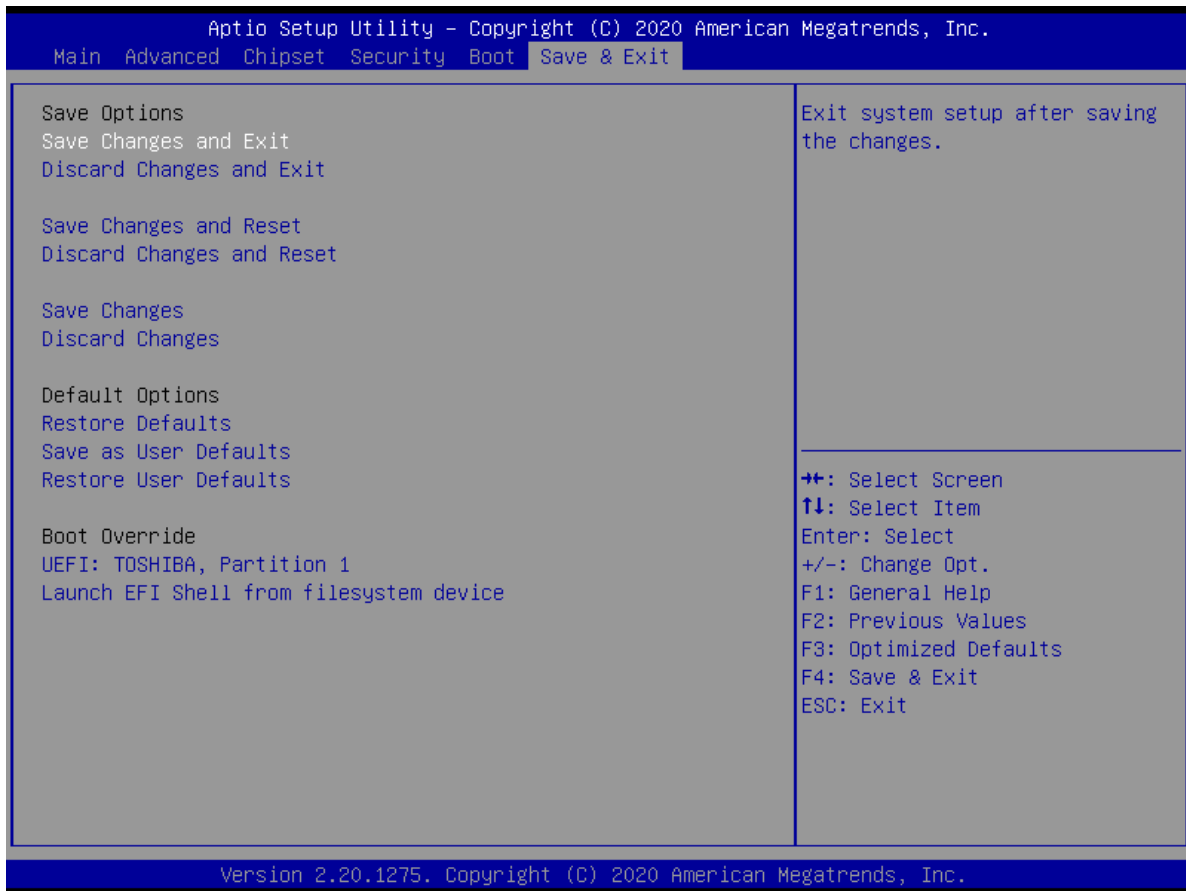 Aptio Setup Utility – Copyright (C) 2020 American Megatrends, Inc.
Main Advanced Chipset Security Boot Save & Exit
Save Options
Save Changes and Exit
Discard Changes and Exit
Save Changes and Reset
Discard Changes and Reset
Save Changes
Discard Changes
Default Options
Restore Defaults
Save as User Defaults
Restore User Defaults
Boot Override
UEFI: TOSHIBA, Partition 1
Launch EFI Shell from filesystem device
Exit system setup after saving
the changes.
→←: Select Screen
↑↓: Select Item
Enter: Select
+/-: Change Opt.
F1: General Help
F2: Previous Values
F3: Optimized Defaults
F4: Save & Exit
ESC: Exit
Version 2.20.1275. Copyright (C) 2020 American Megatrends, Inc.